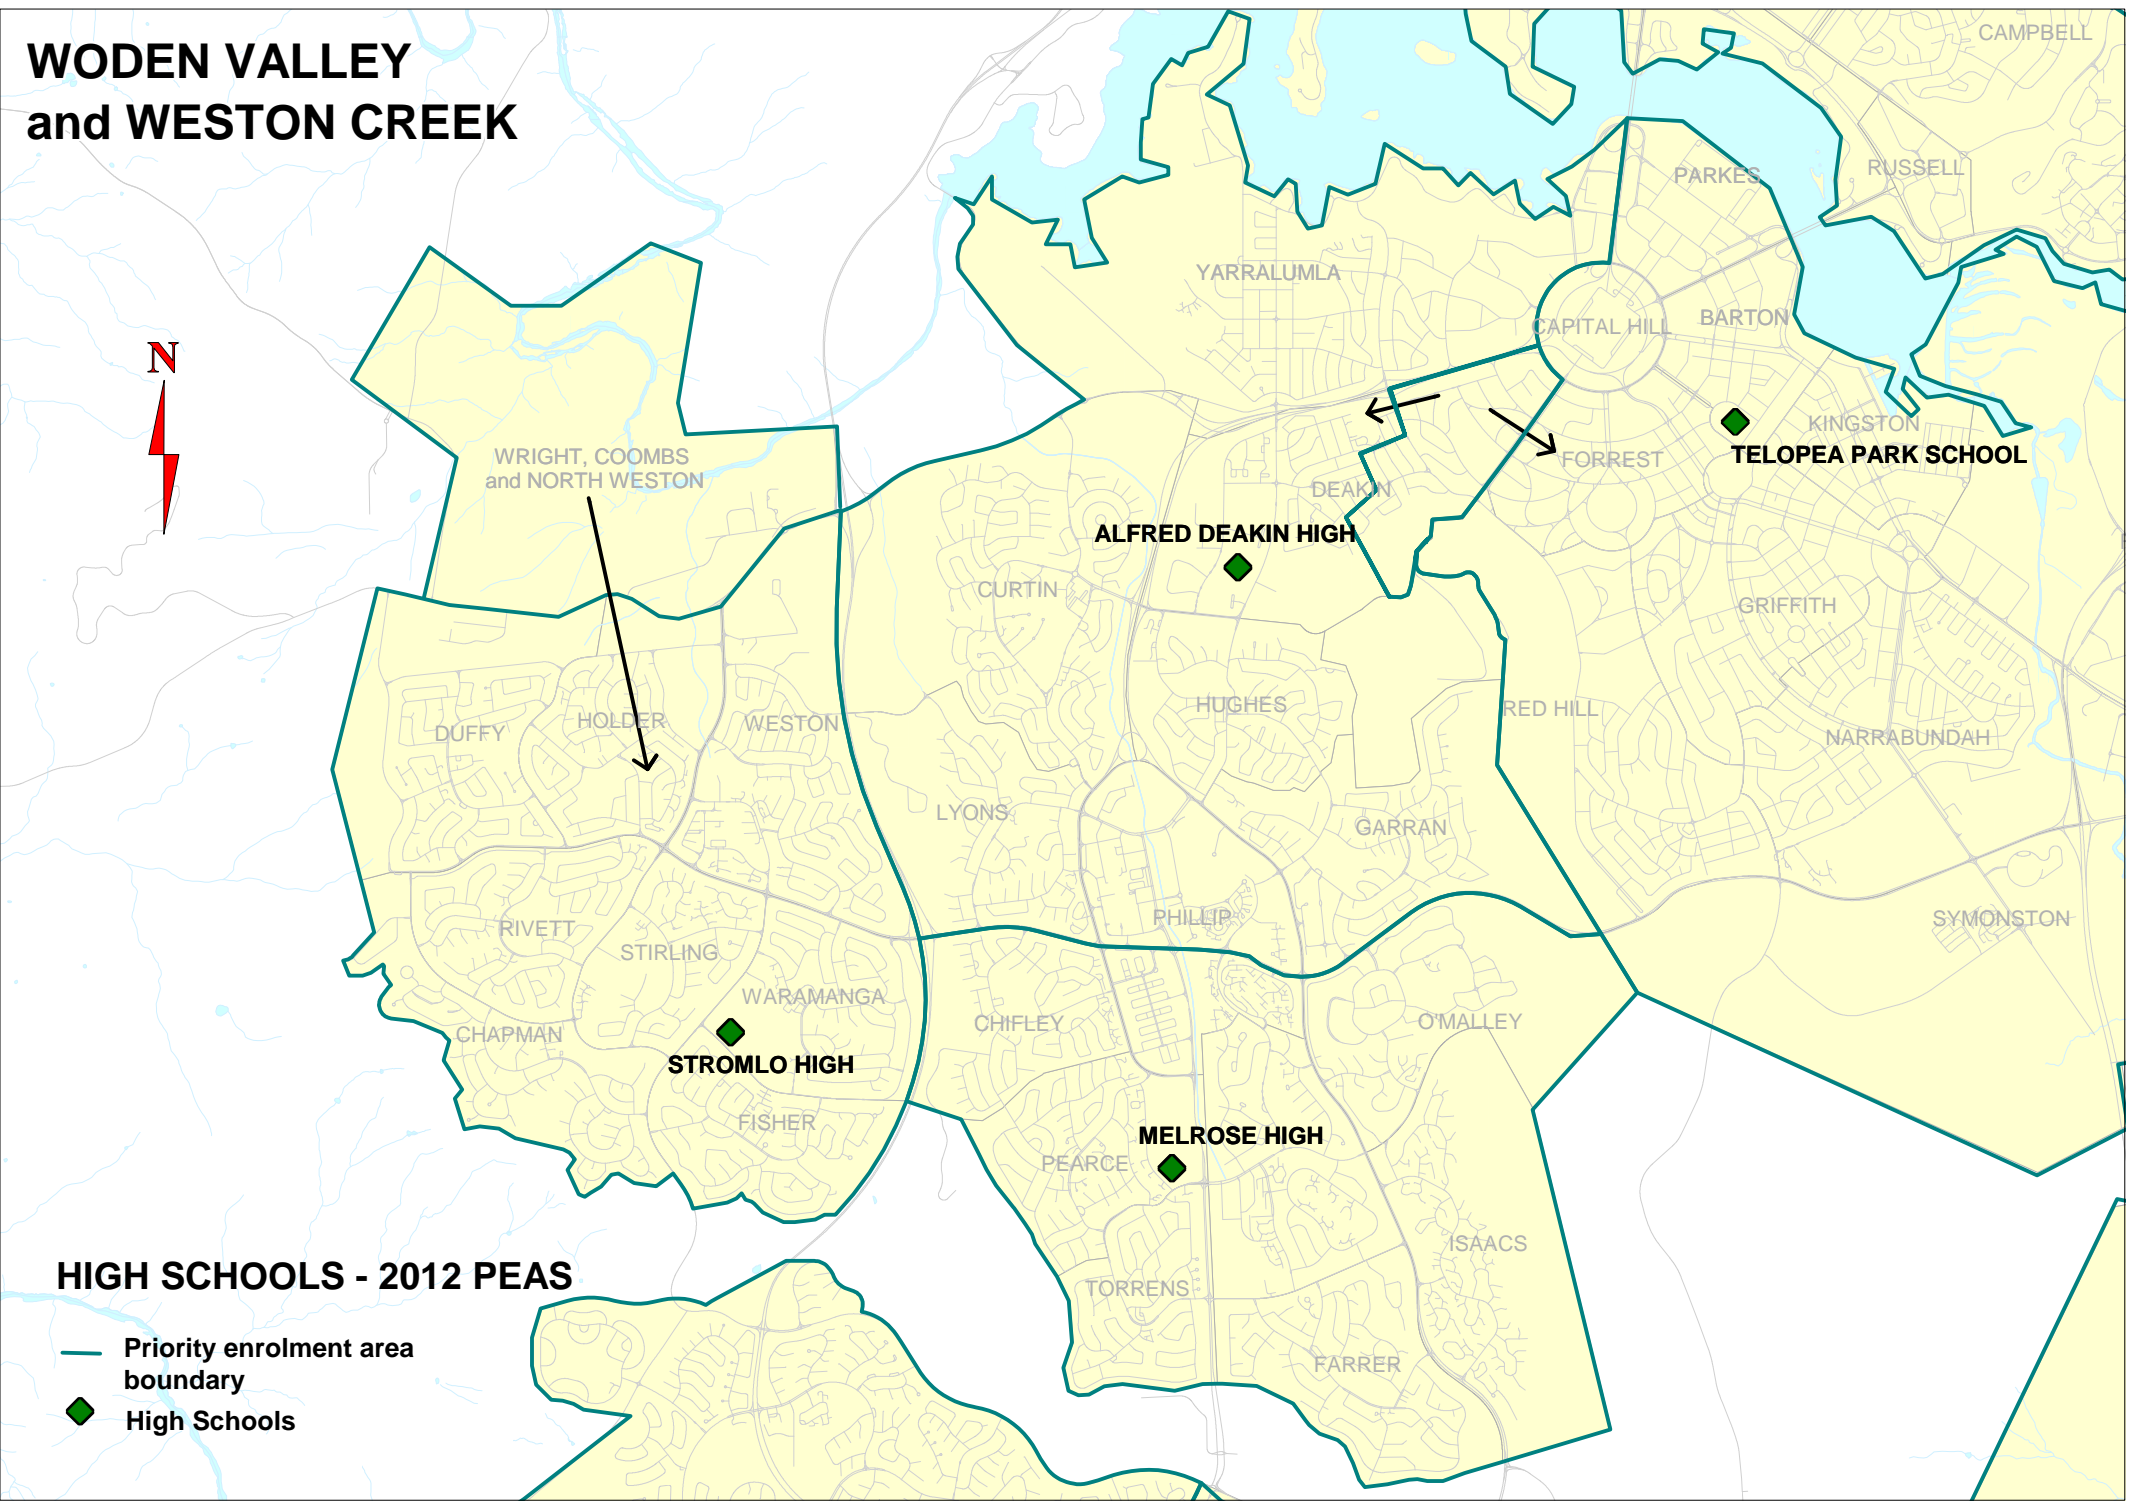 WODEN VALLEY
and WESTON CREEK
CAMPBELL
PARKES
RUSSELL
YARRALUMLA
CAPITAL HILL
BARTON
N
WRIGHT, COOMBS
and NORTH WESTON
FORREST
KINGSTON
TELOPEA PARK SCHOOL
DEAKIN
ALFRED DEAKIN HIGH
CURTIN
GRIFFITH
HUGHES
RED HILL
DUFFY
HOLDER
WESTON
NARRABUNDAH
LYONS
GARRAN
RIVETT
STIRLING
PHILLIP
SYMONSTON
WARAMANGA
CHAPMAN
CHIFLEY
O'MALLEY
STROMLO HIGH
FISHER
MELROSE HIGH
PEARCE
ISAACS
TORRENS
FARRER
HIGH SCHOOLS - 2012 PEAS
Priority enrolment area
boundary
High Schools